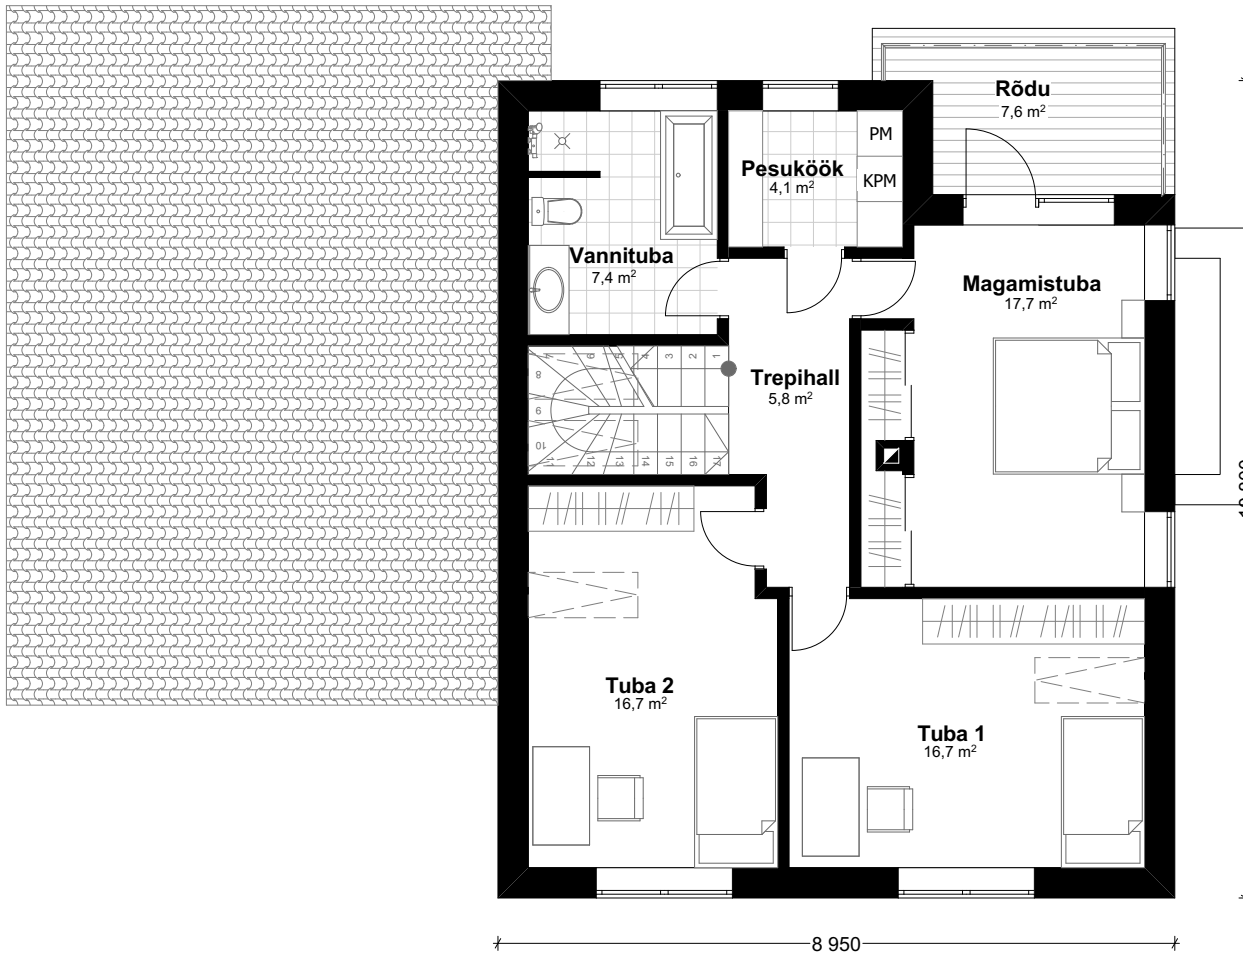 Rõdu
7,6 m²
PM
KPM
Pesuköök
4,1 m²
Vannituba
7,4 m²
Magamistuba
17,7 m²
Trepihall
5,8 m²
1
2
3
4
5
6
7
8
9
10
11
12
13
14
15
16
17
Tuba 2
16,7 m²
Tuba 1
16,7 m²
8 950